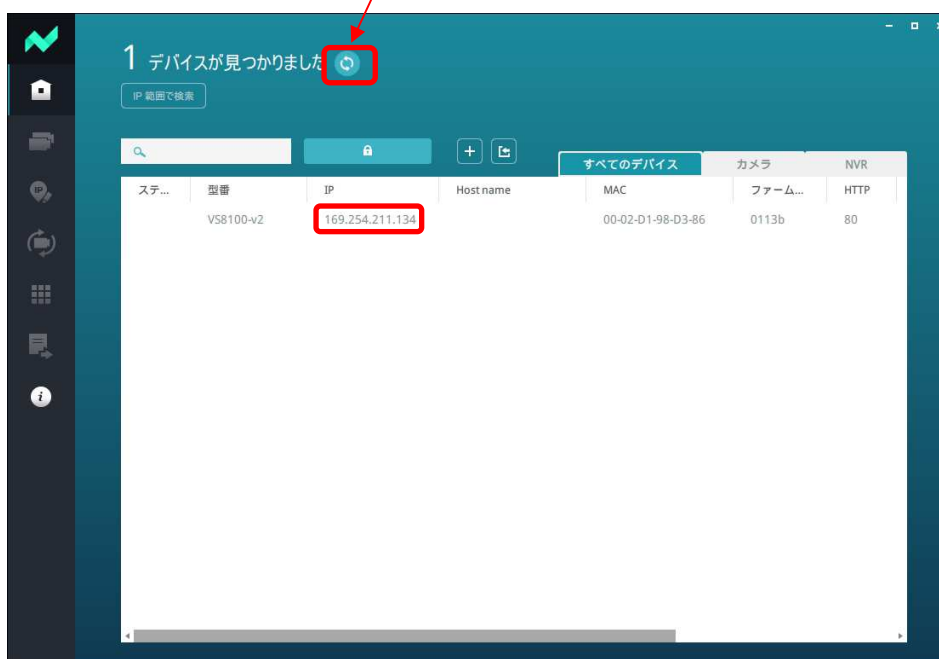 1 デバイスが見つかりました
IP 範囲で検索
すべてのデバイス カメラ NVR
ステ... 型番 IP Host name MAC ファーム... HTTP
VS8100-v2 169.254.211.134 00-02-D1-98-D3-86 0113b 80
IP
i